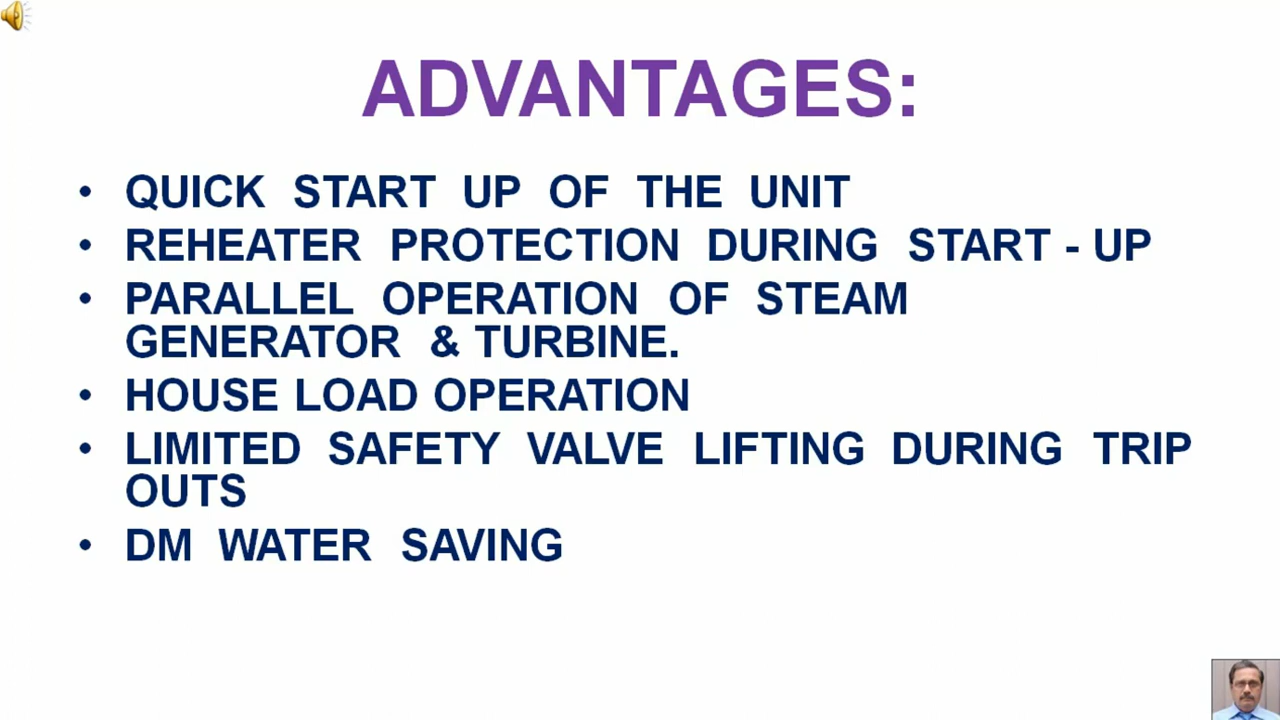 ADVANTAGES:
• QUICK START UP OF THE UNIT
• REHEATER PROTECTION DURING START - UP
• PARALLEL OPERATION OF STEAM
GENERATOR & TURBINE.
• HOUSE LOAD OPERATION
• LIMITED SAFETY VALVE LIFTING DURING TRIP
OUTS
• DM WATER SAVING